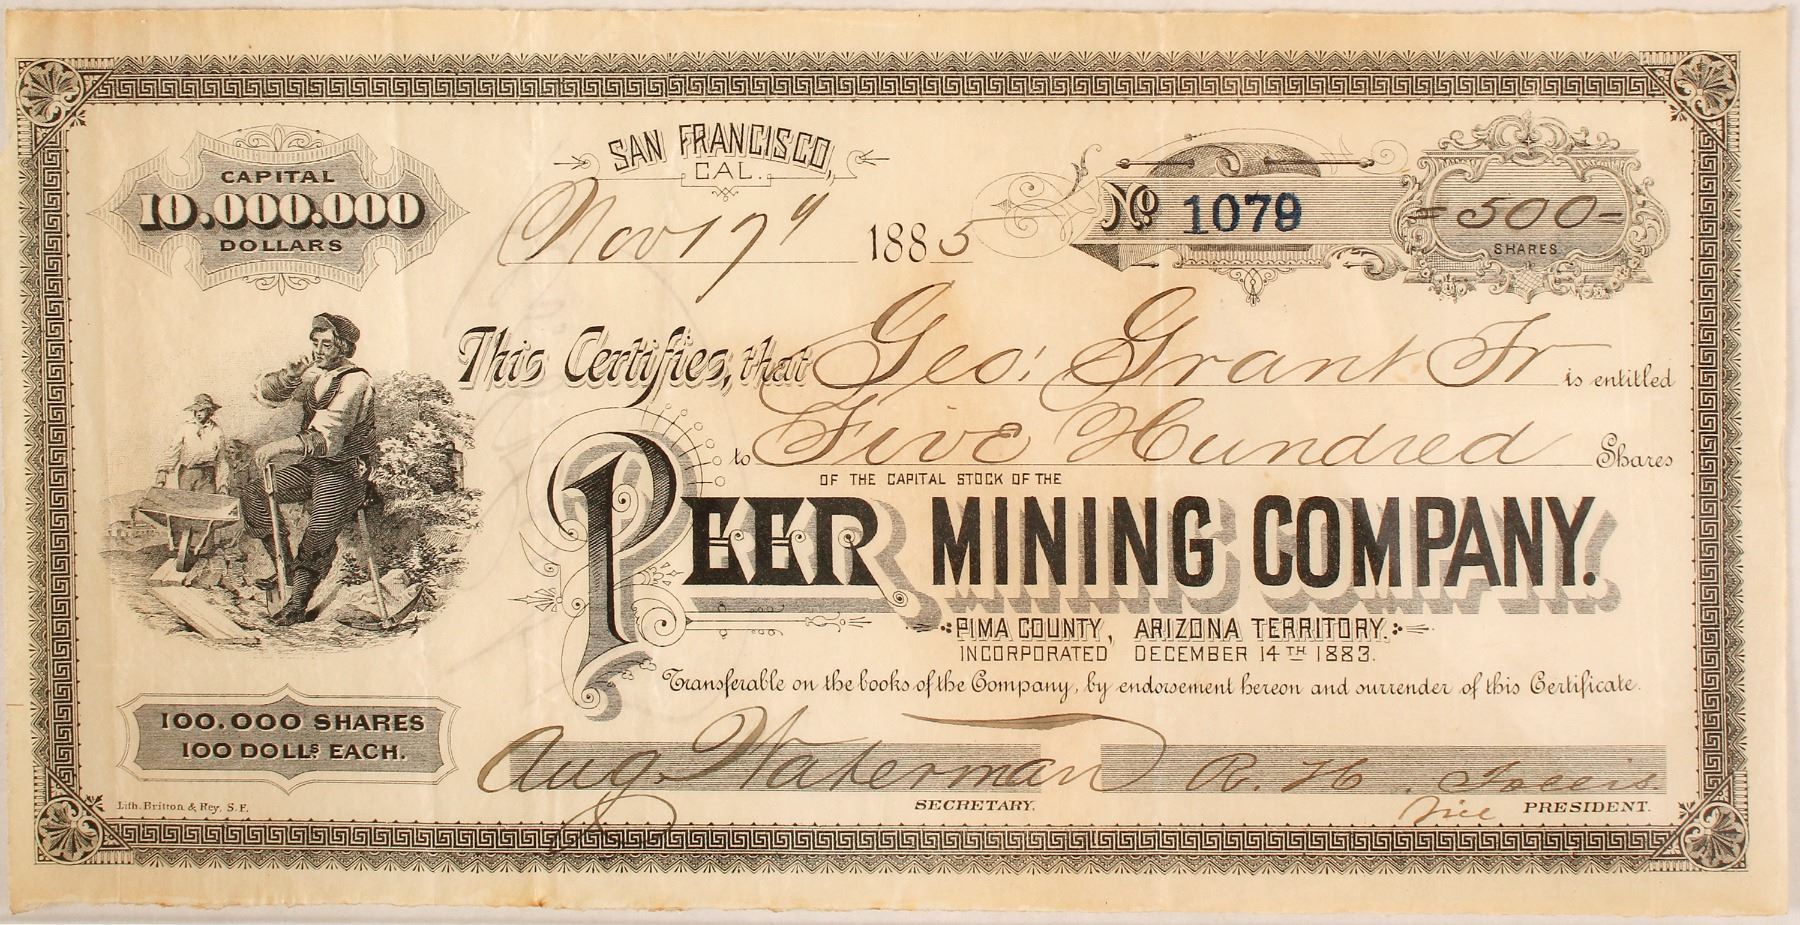 CAPITAL
10.000.000
DOLLARS
SAN FRANCISCO,
CAL.
Nov 17th 1885
No 1079
=500=
SHARES
This Certifies, that Geo: Grant Jr is entitled
to Five Hundred Shares
OF THE CAPITAL STOCK OF THE
PEER MINING COMPANY.
PIMA COUNTY, ARIZONA TERRITORY.
INCORPORATED DECEMBER 14TH 1883.
Transferable on the books of the Company, by endorsement hereon and surrender of this Certificate.
100.000 SHARES
100 DOLLS EACH.
Aug. Waterman R. H. Follis
SECRETARY. Vice PRESIDENT.
Lith. Britton & Rey. S.F.